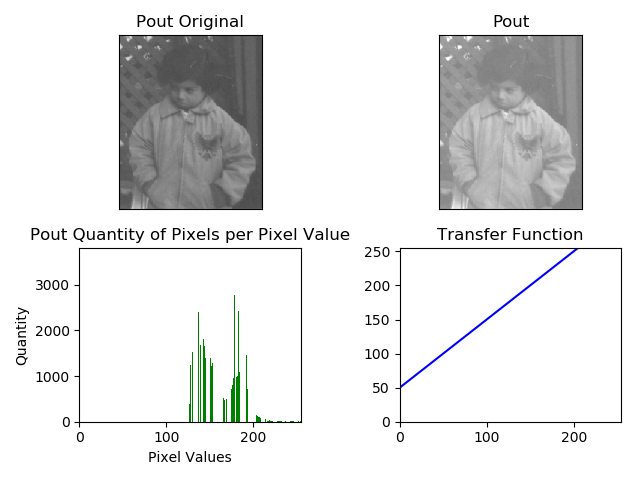 Pout Original
Pout
Pout Quantity of Pixels per Pixel Value
Quantity
3000
2000
1000
0
0 100 200
Pixel Values
Transfer Function
250
200
150
100
50
0
0 100 200